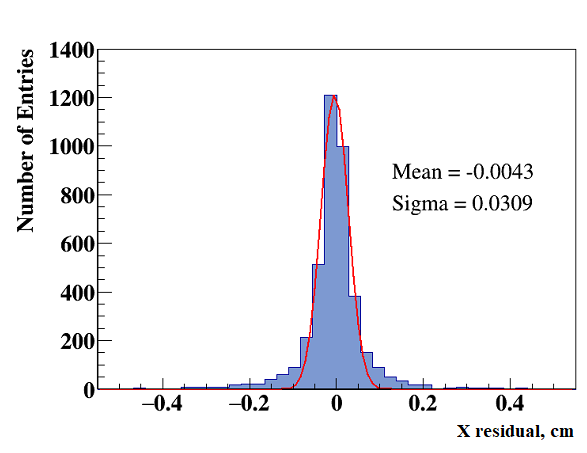 Number of Entries
1400
1200
1000
800
600
400
200
0
Mean = -0.0043
Sigma = 0.0309
−0.4 −0.2 0 0.2 0.4
X residual, cm